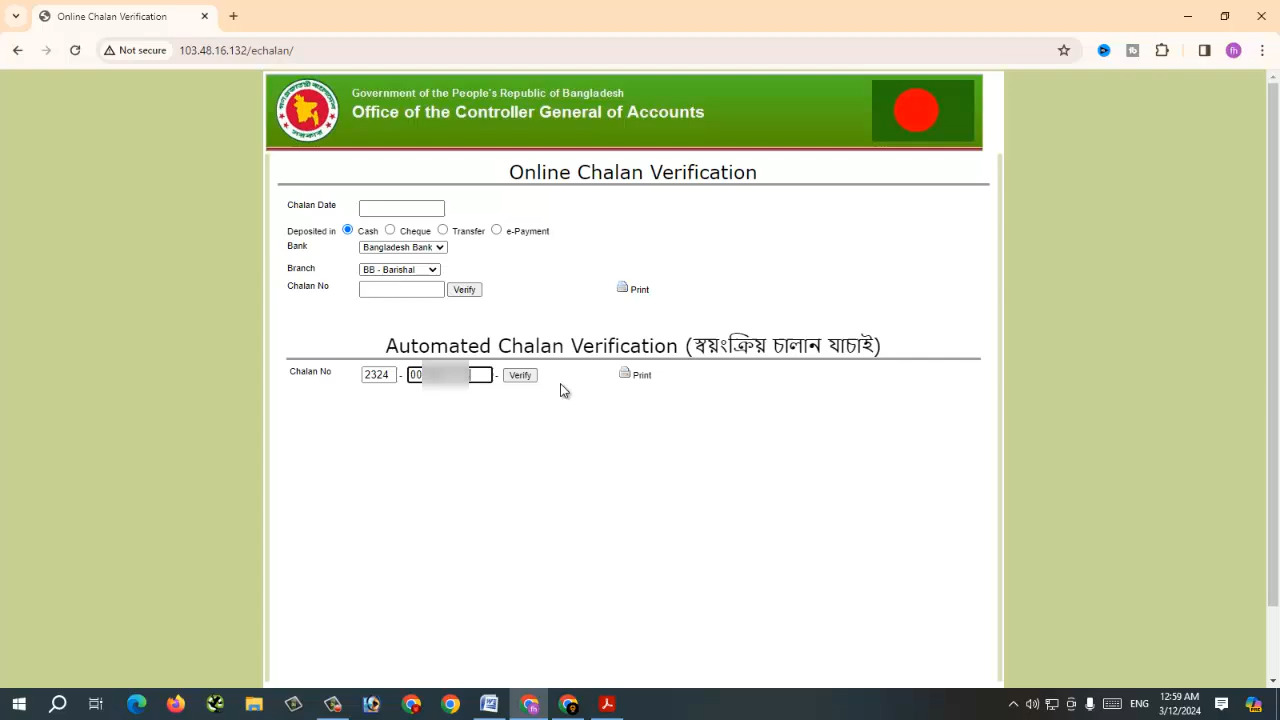 Online Chalan Verification
Not secure
103.48.16.132/echalan/
fh
Government of the People's Republic of Bangladesh
Office of the Controller General of Accounts
Online Chalan Verification
Chalan Date
Deposited in Cash Cheque Transfer e-Payment
Bank Bangladesh Bank
Branch BB - Barishal
Chalan No Verify Print
Automated Chalan Verification (স্বয়ংক্রিয় চালান যাচাই)
Chalan No 2324 - 00 - Verify Print
ENG
12:59 AM
3/12/2024